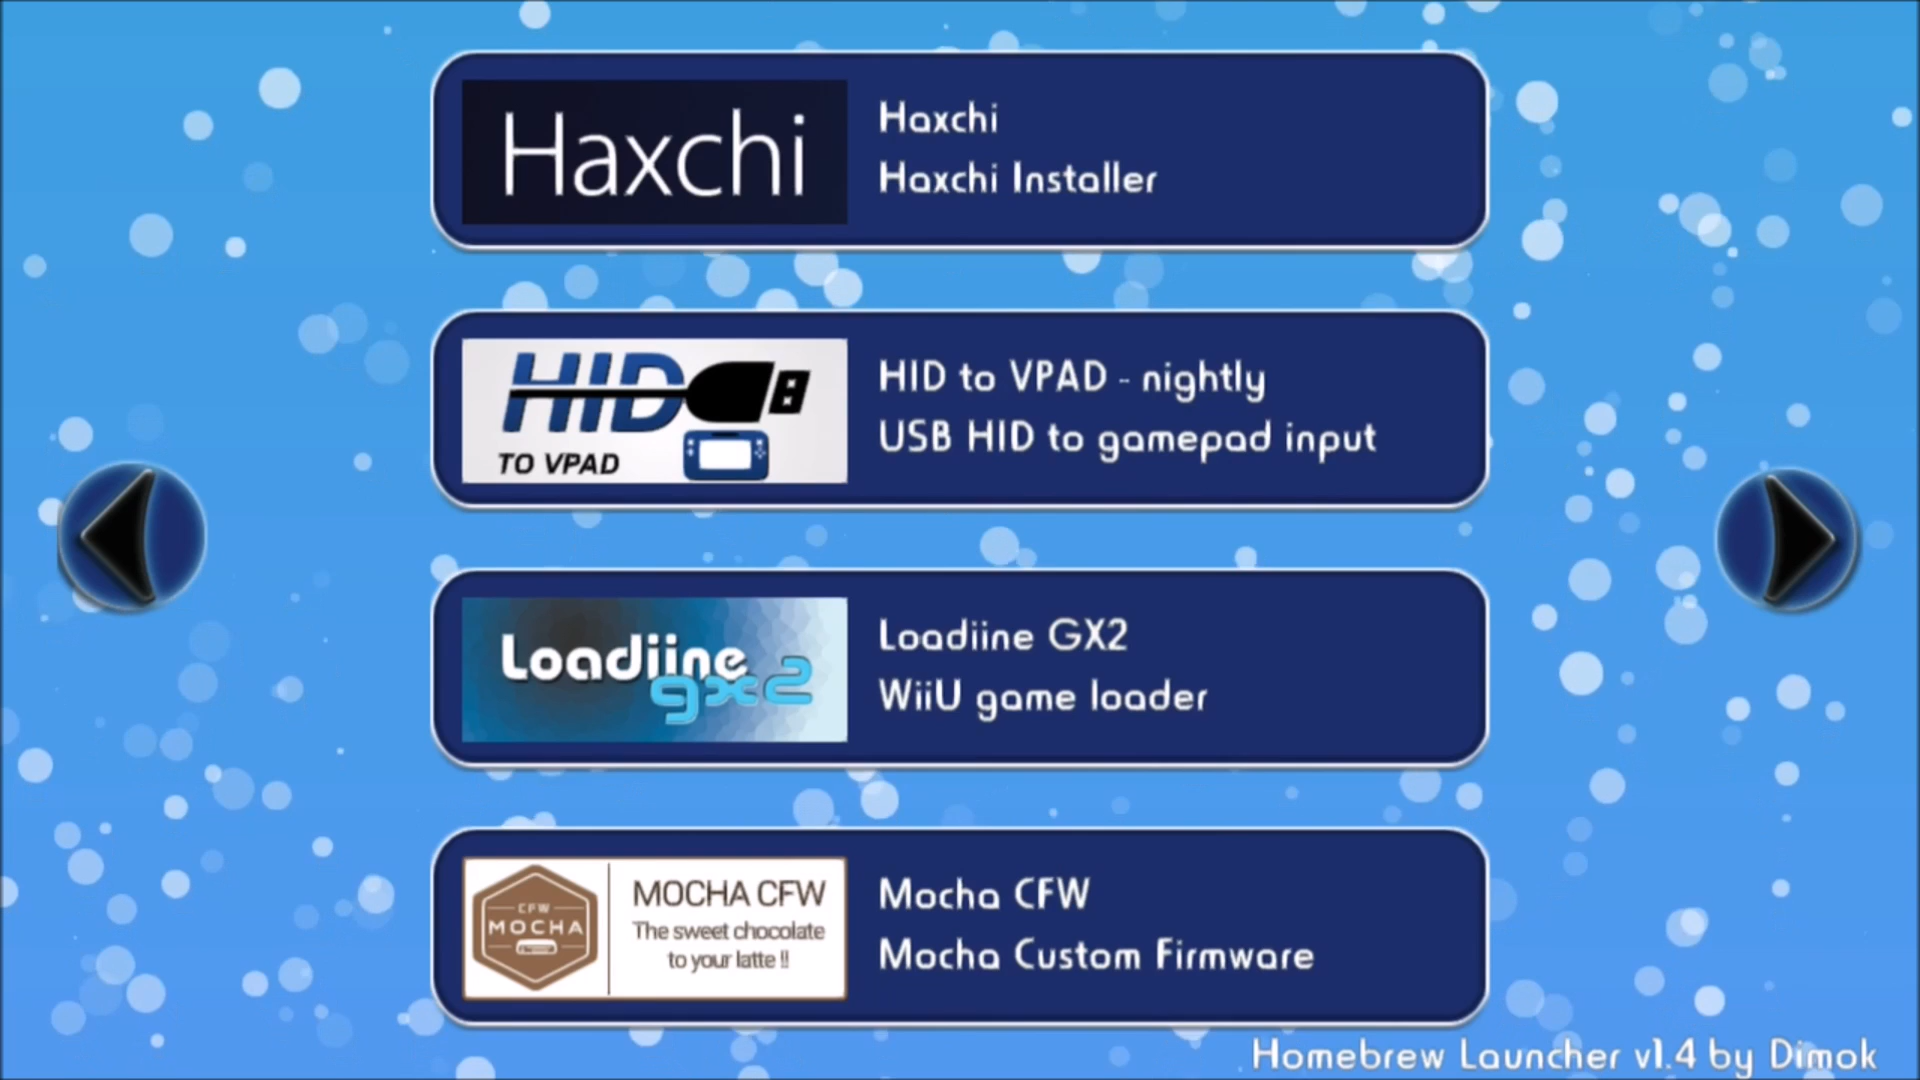 Haxchi
Haxchi
Haxchi Installer
HID
TO VPAD
HID to VPAD - nightly
USB HID to gamepad input
Loadiine
gx2
Loadiine GX2
WiiU game loader
CFW
MOCHA
MOCHA CFW
The sweet chocolate
to your latte !!
Mocha CFW
Mocha Custom Firmware
Homebrew Launcher v1.4 by Dimok